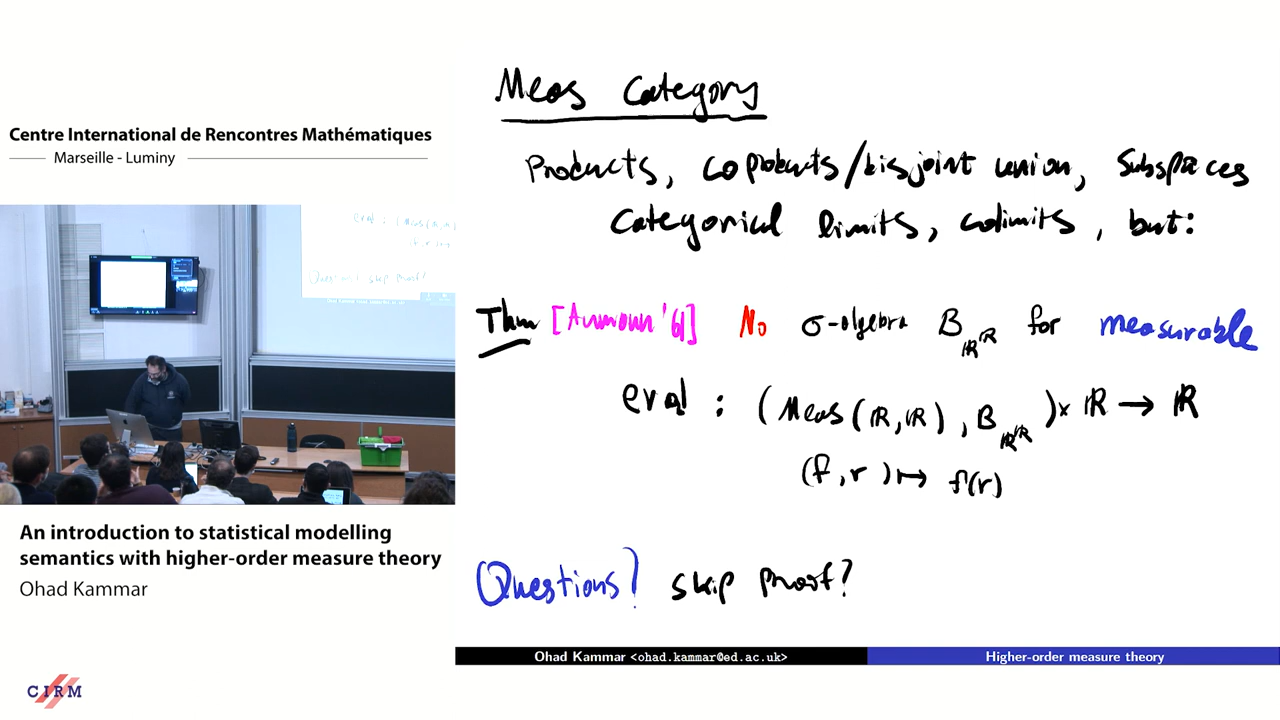 Centre International de Rencontres Mathématiques
Marseille - Luminy
An introduction to statistical modelling
semantics with higher-order measure theory
Ohad Kammar
CIRM
Meas Category
Products, coproducts/disjoint union, subspaces
categorical limits, colimits, but:
Thm [Aumann '61] No σ-algebra B_{ℝ^ℝ} for measurable
eval : (Meas(ℝ,ℝ), B_{ℝ^ℝ}) × ℝ → ℝ
(f,r) ↦ f(r)
Questions? skip proof?
Ohad Kammar <ohad.kammar@ed.ac.uk>
Higher-order measure theory